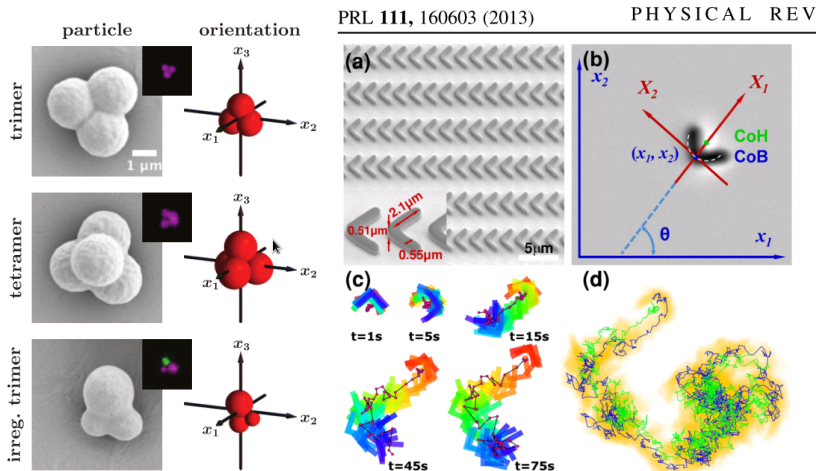 particle orientation
trimer
1 μm
x3
x1
x2
tetramer
x3
x1
x2
irreg. trimer
x3
x1
x2
PRL 111, 160603 (2013) PHYSICAL REV
(a)
2.1μm
0.51μm
0.55μm
5μm
(b)
x2
X2
X1
CoH
(x1, x2) CoB
θ
x1
(c)
t=1s t=5s t=15s
t=45s t=75s
(d)